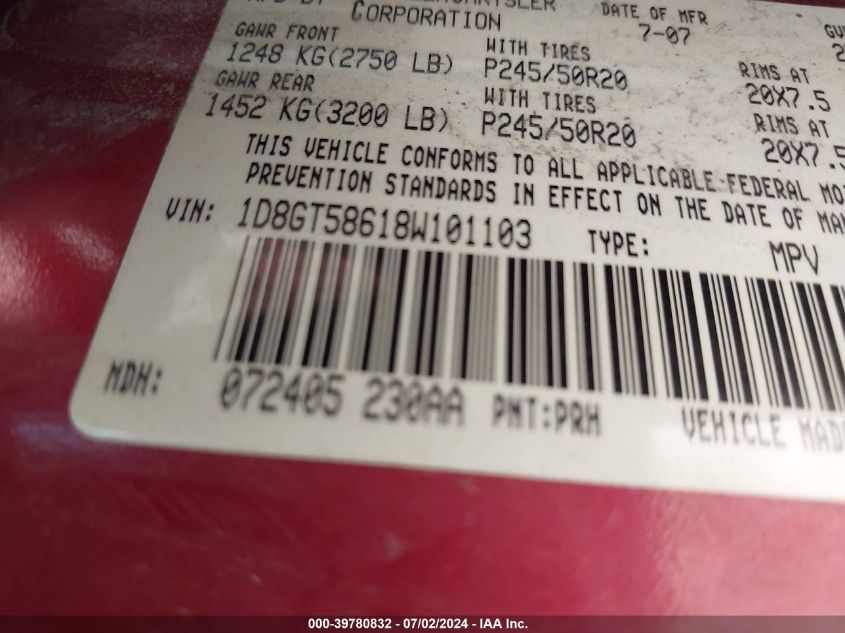 CORPORATION
DATE OF MFR
7-07
GAWR FRONT
1248 KG(2750 LB)
WITH TIRES
P245/50R20
RIMS AT
20X7.5
GAWR REAR
1452 KG(3200 LB)
WITH TIRES
P245/50R20
RIMS AT
20X7.5
THIS VEHICLE CONFORMS TO ALL APPLICABLE FEDERAL
PREVENTION STANDARDS IN EFFECT ON THE DATE OF
VIN: 1D8GT58618W101103 TYPE: MPV
MDH: 072405 230AA PNT:PRH VEHICLE
000-39780832 - 07/02/2024 - IAA Inc.